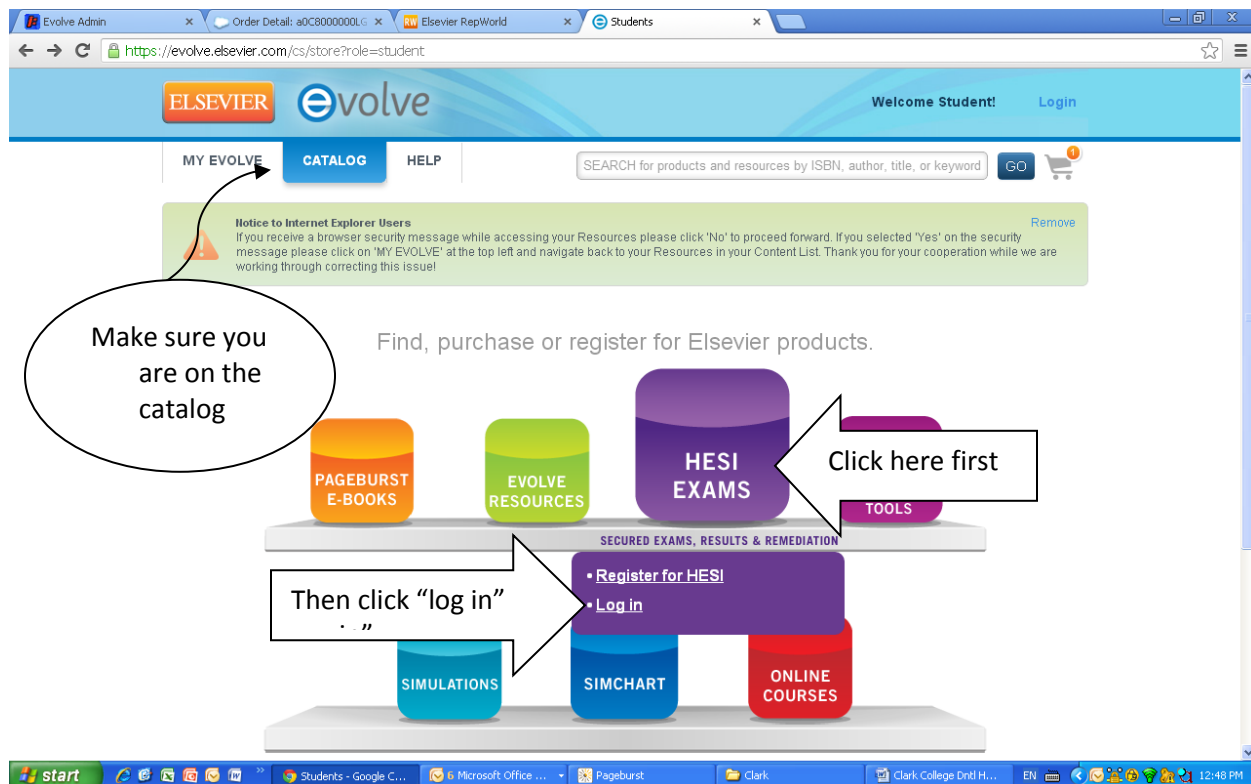 Evolve Admin
Order Detail: a0C8000000LG
RW Elsevier RepWorld
Students
https://evolve.elsevier.com/cs/store?role=student
ELSEVIER
evolve
Welcome Student! Login
MY EVOLVE CATALOG HELP
SEARCH for products and resources by ISBN, author, title, or keyword GO 1
Notice to Internet Explorer Users Remove
If you receive a browser security message while accessing your Resources please click 'No' to proceed forward. If you selected 'Yes' on the security
message please click on 'MY EVOLVE' at the top left and navigate back to your Resources in your Content List. Thank you for your cooperation while we are
working through correcting this issue!
Make sure you
are on the
catalog
Find, purchase or register for Elsevier products.
PAGEBURST
E-BOOKS
EVOLVE
RESOURCES
HESI
EXAMS
TOOLS
Click here first
SECURED EXAMS, RESULTS & REMEDIATION
• Register for HESI
• Log in
Then click “log in”
SIMULATIONS
SIMCHART
ONLINE
COURSES
start
Students - Google C...
6 Microsoft Office ...
Pageburst
Clark
Clark College Dntl H...
EN
12:48 PM